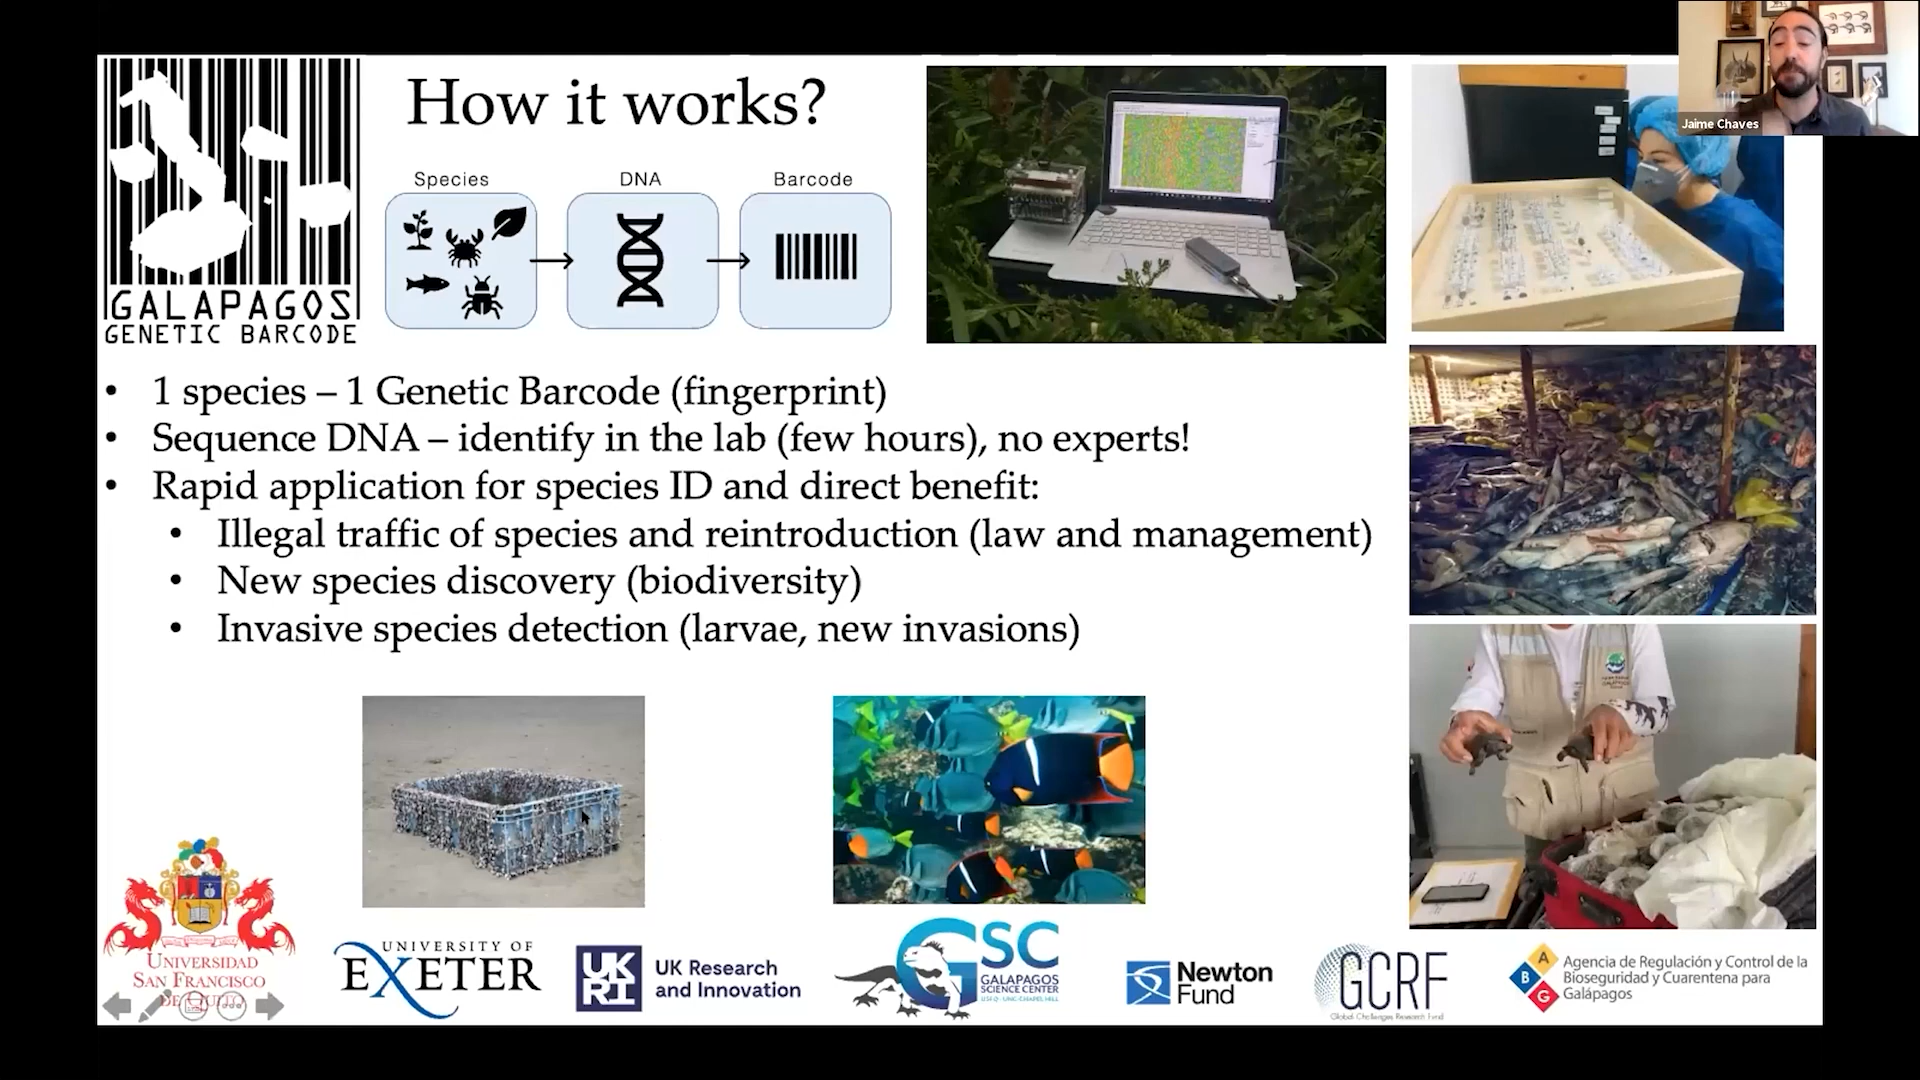 Jaime Chaves
GALAPAGOS
GENETIC BARCODE
How it works?
Species
DNA
Barcode
• 1 species – 1 Genetic Barcode (fingerprint)
• Sequence DNA – identify in the lab (few hours), no experts!
• Rapid application for species ID and direct benefit:
• Illegal traffic of species and reintroduction (law and management)
• New species discovery (biodiversity)
• Invasive species detection (larvae, new invasions)
UNIVERSIDAD
SAN FRANCISCO
DE QUITO
UNIVERSITY OF
EXETER
UK
RI
UK Research
and Innovation
GSC
GALAPAGOS
SCIENCE CENTER
USFQ - UNC-CHAPEL HILL
Newton
Fund
GCRF
Global Challenges Research Fund
A
B
G
Agencia de Regulación y Control de la
Bioseguridad y Cuarentena para
Galápagos